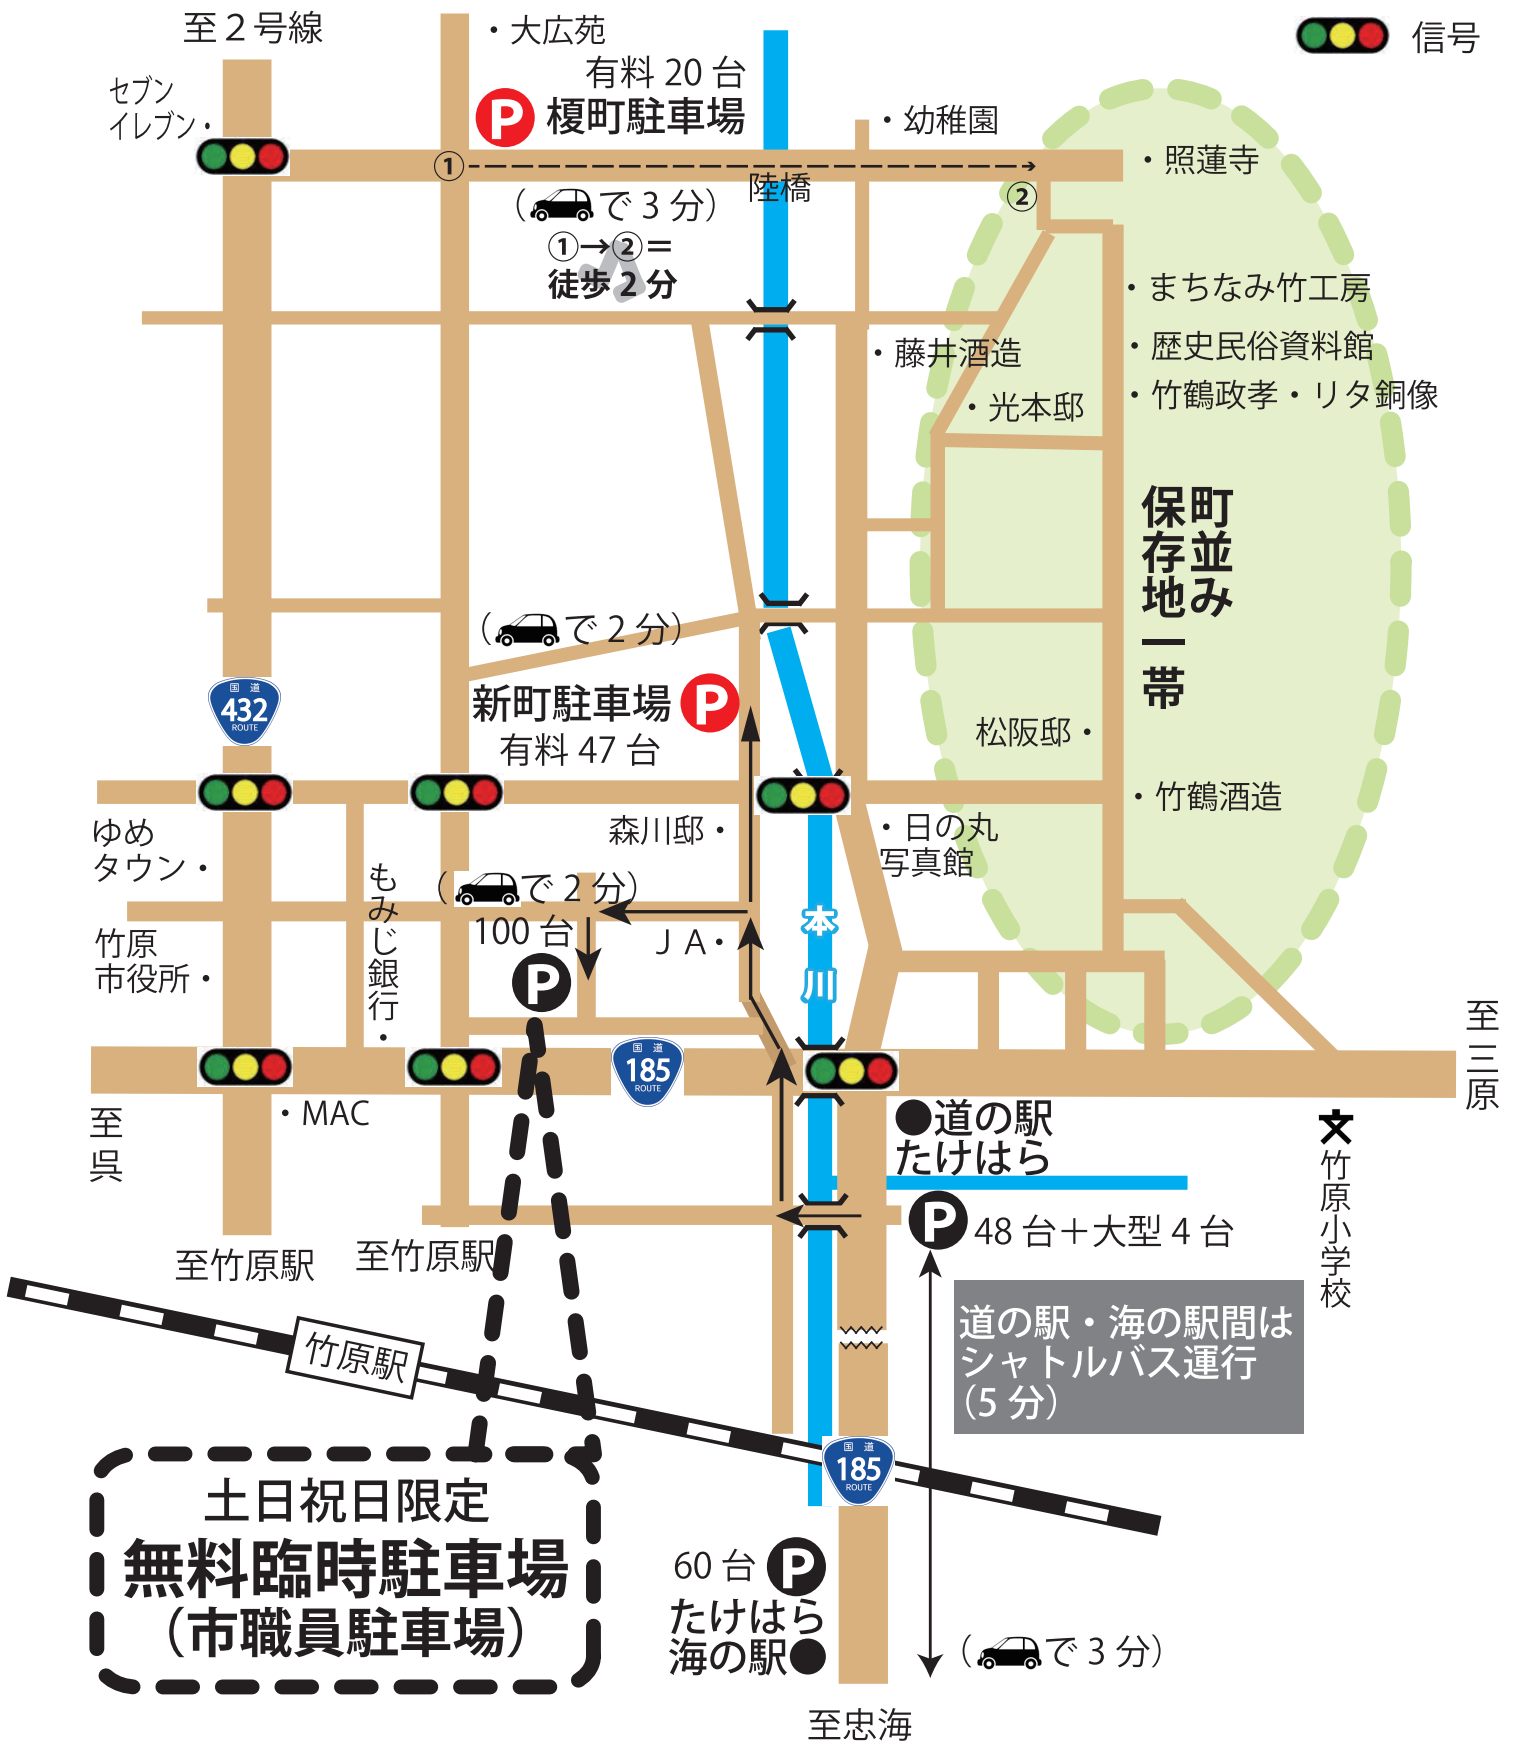 至２号線
・大広苑
信号
有料 20 台
セブン
イレブン・
榎町駐車場
P
・幼稚園
・照蓮寺
①
②
陸橋
（ で 3 分）
①→②＝
徒歩 2 分
・まちなみ竹工房
・藤井酒造
・歴史民俗資料館
・竹鶴政孝・リタ銅像
・光本邸
町並み
保存地一帯
（ で 2 分）
新町駐車場
P
有料 47 台
国 道
432
ROUTE
松阪邸・
・竹鶴酒造
森川邸・
・日の丸
写真館
ゆめ
タウン・
もみじ銀行・
（ で 2 分）
100 台
P
ＪＡ・
本川
竹原
市役所・
国 道
185
ROUTE
至三原
・MAC
至呉
●道の駅
たけはら
文
竹原小学校
P
48 台＋大型 4 台
至竹原駅
至竹原駅
竹原駅
道の駅・海の駅間は
シャトルバス運行
（5 分）
国 道
185
ROUTE
土日祝日限定
無料臨時駐車場
（市職員駐車場）
60 台
P
たけはら
海の駅●
（ で 3 分）
至忠海